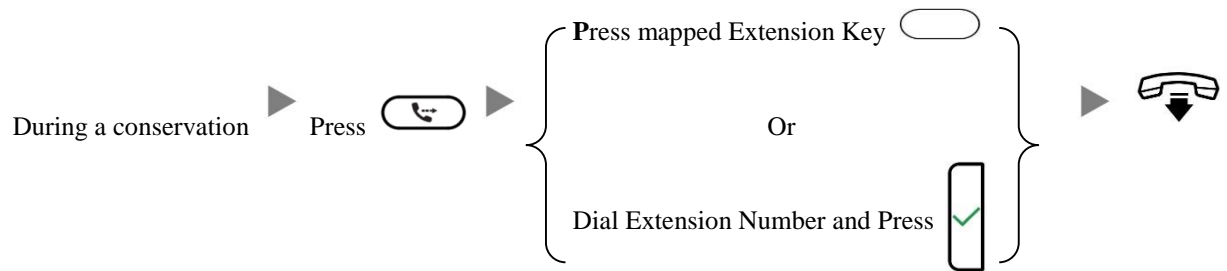 Press mapped Extension Key
During a conservation
Press
Or
Dial Extension Number and Press